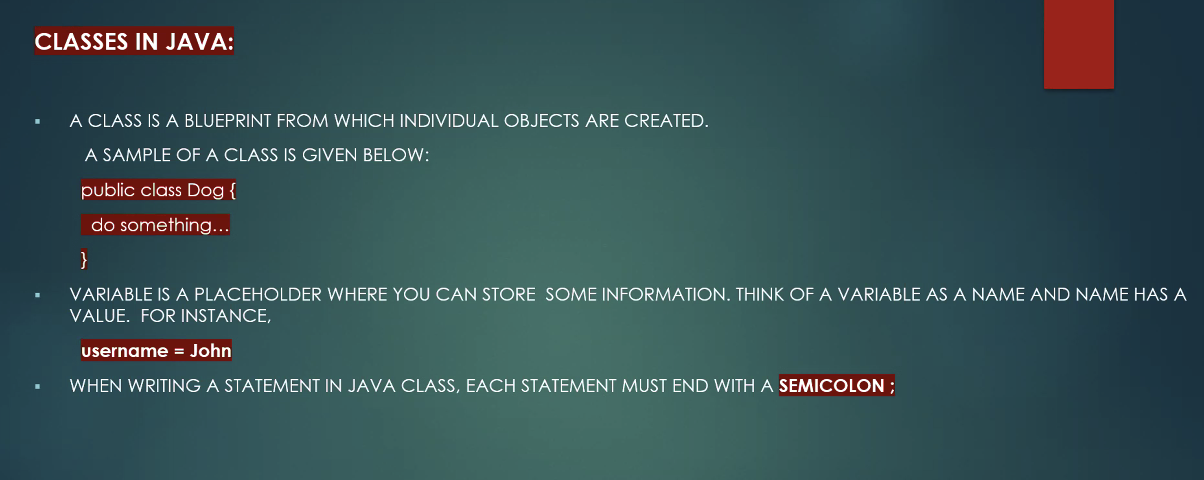 CLASSES IN JAVA:
A CLASS IS A BLUEPRINT FROM WHICH INDIVIDUAL OBJECTS ARE CREATED.
A SAMPLE OF A CLASS IS GIVEN BELOW:
public class Dog {
do something...
}
VARIABLE IS A PLACEHOLDER WHERE YOU CAN STORE SOME INFORMATION. THINK OF A VARIABLE AS A NAME AND NAME HAS A
VALUE. FOR INSTANCE,
username = John
WHEN WRITING A STATEMENT IN JAVA CLASS, EACH STATEMENT MUST END WITH A SEMICOLON ;